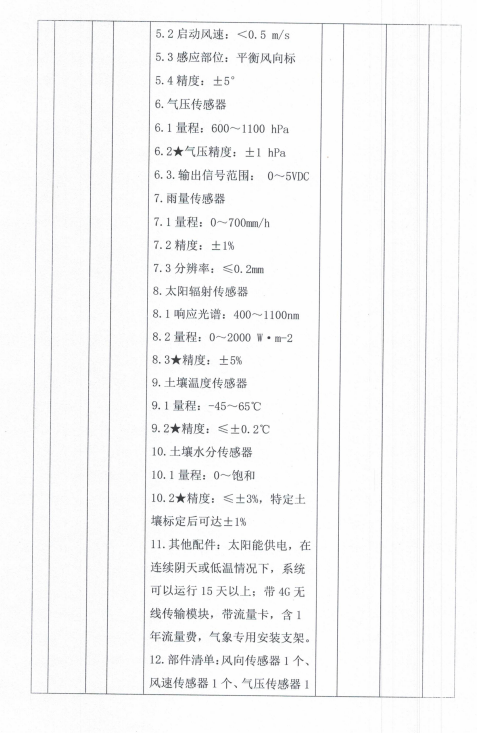 5.2启动风速：＜0.5 m/s
5.3感应部位：平衡风向标
5.4精度：±5°
6.气压传感器
6.1量程：600～1100 hPa
6.2★气压精度：±1 hPa
6.3.输出信号范围： 0～5VDC
7.雨量传感器
7.1量程：0～700mm/h
7.2精度：±1%
7.3分辨率：≤0.2mm
8.太阳辐射传感器
8.1响应光谱：400～1100nm
8.2量程：0～2000 W·m-2
8.3★精度：±5%
9.土壤温度传感器
9.1量程：-45～65℃
9.2★精度：≤±0.2℃
10.土壤水分传感器
10.1量程：0～饱和
10.2★精度：≤±3%，特定土
壤标定后可达±1%
11.其他配件：太阳能供电，在
连续阴天或低温情况下，系统
可以运行15天以上；带4G无
线传输模块，带流量卡，含1
年流量费，气象专用安装支架。
12.部件清单：风向传感器1个、
风速传感器1个、气压传感器1